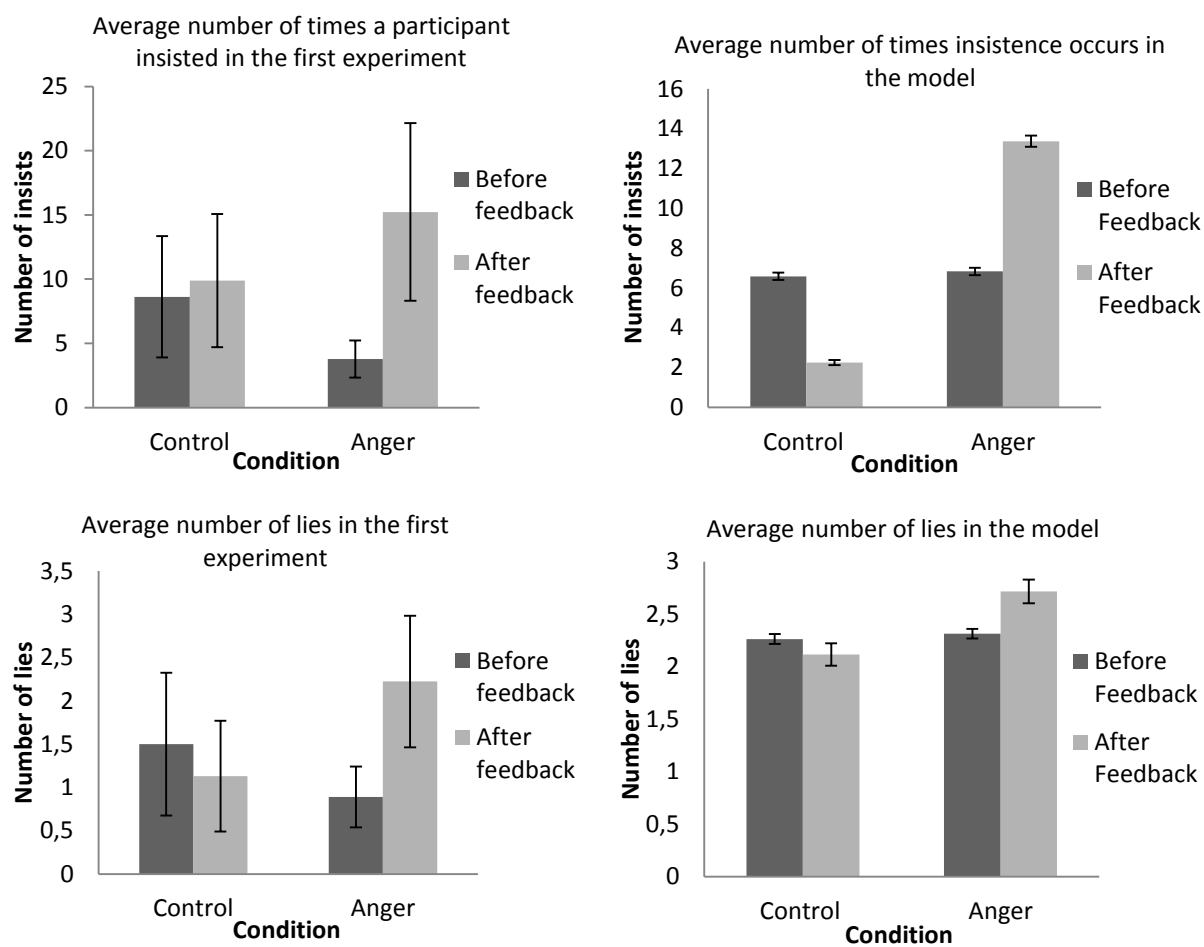 Average number of times a participant
insisted in the first experiment
25
20
15
10
5
0
Number of insists
Before
feedback
After
feedback
Control
Anger
Condition
Average number of times insistence occurs in
the model
16
14
12
10
8
6
4
2
0
Number of insists
Before
Feedback
After
Feedback
Control
Anger
Condition
Average number of lies in the first
experiment
3,5
3
2,5
2
1,5
1
0,5
0
Number of lies
Before
feedback
After
feedback
Control
Anger
Condition
Average number of lies in the model
3
2,5
2
1,5
1
0,5
0
Number of lies
Before
Feedback
After
Feedback
Control
Anger
Condition